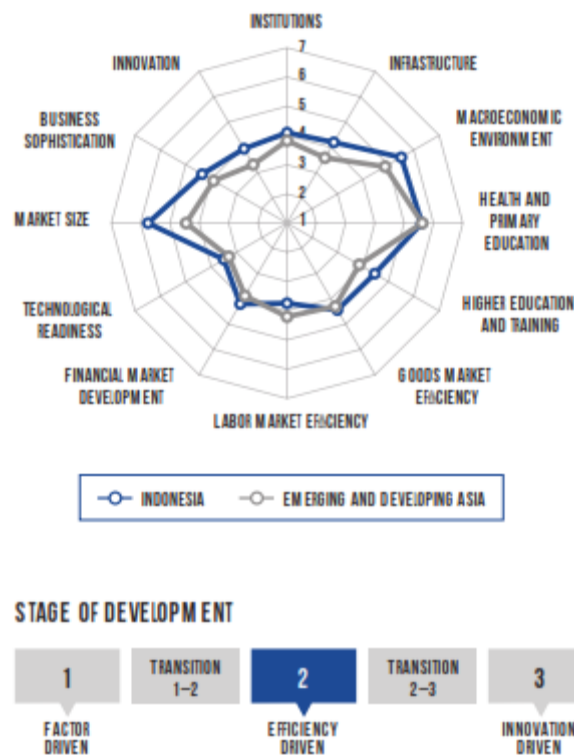 INSTITUTIONS
7
INNOVATION
6
INFRASTRUCTURE
5
BUSINESS
SOPHISTICATION
4
MACROECONOMIC
ENVIRONMENT
3
MARKET SIZE
2
1
HEALTH AND
PRIMARY
EDUCATION
TECHNOLOGICAL
READINESS
HIGHER EDUCATION
AND TRAINING
FINANCIAL MARKET
DEVELOPMENT
GOODS MARKET
EFFICIENCY
LABOR MARKET EFFICIENCY
INDONESIA
EMERGING AND DEVELOPING ASIA
STAGE OF DEVELOPMENT
1
TRANSITION
1–2
2
TRANSITION
2–3
3
FACTOR
DRIVEN
EFFICIENCY
DRIVEN
INNOVATION
DRIVEN